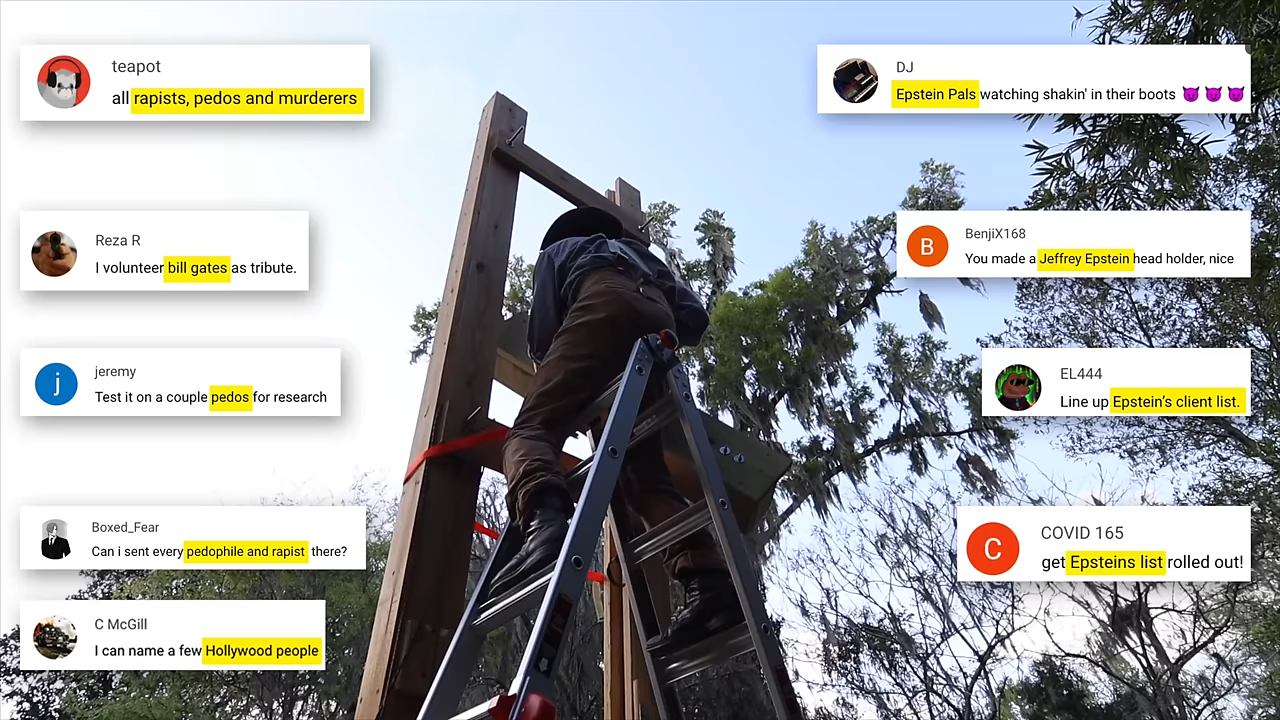 teapot
all rapists, pedos and murderers
DJ
Epstein Pals watching shakin' in their boots 😈 😈 😈
Reza R
I volunteer bill gates as tribute.
B
BenjiX168
You made a Jeffrey Epstein head holder, nice
j
jeremy
Test it on a couple pedos for research
EL444
Line up Epstein's client list.
Boxed_Fear
Can i sent every pedophile and rapist there?
C
COVID 165
get Epsteins list rolled out!
C McGill
I can name a few Hollywood people